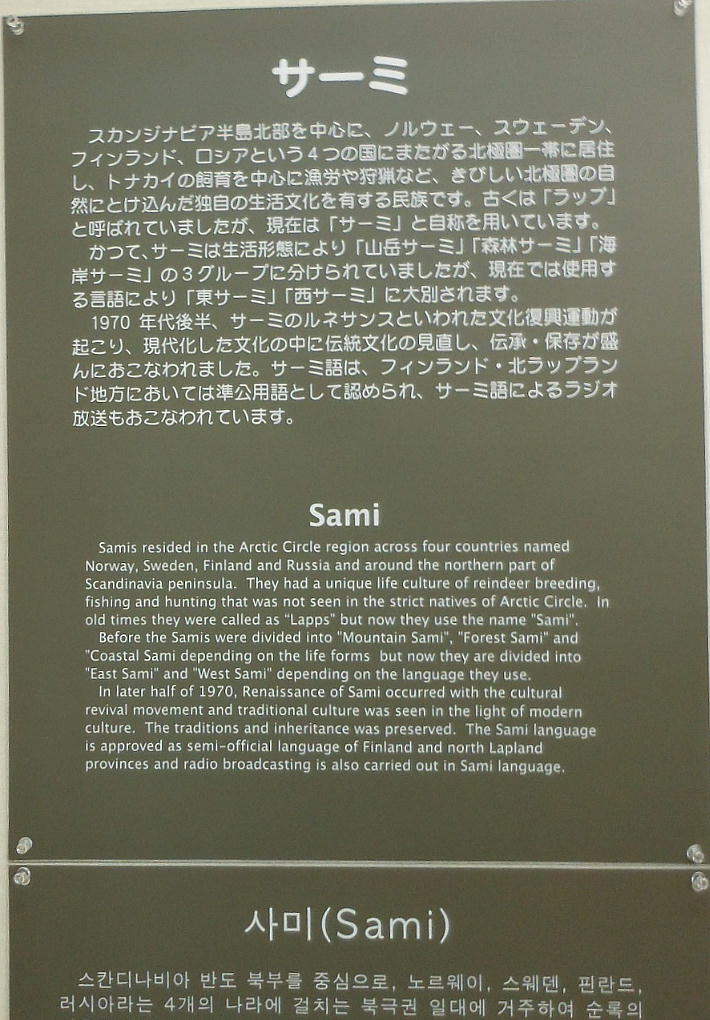 サーミ
スカンジナビア半島北部を中心に、ノルウェー、スウェーデン、
フィンランド、ロシアという4つの国にまたがる北極圏一帯に居住
し、トナカイの飼育を中心に漁労や狩猟など、きびしい北極圏の自
然にとけ込んだ独自の生活文化を有する民族です。古くは「ラップ」
と呼ばれていましたが、現在は「サーミ」と自称を用いています。
かつて、サーミは生活形態により「山岳サーミ」「森林サーミ」「海
岸サーミ」の3グループに分けられていましたが、現在では使用す
る言語により「東サーミ」「西サーミ」に大別されます。
1970 年代後半、サーミのルネサンスといわれた文化復興運動が
起こり、現代化した文化の中に伝統文化の見直し、伝承・保存が盛
んにおこなわれました。サーミ語は、フィンランド・北ラップラン
ド地方においては準公用語として認められ、サーミ語によるラジオ
放送もおこなわれています。
Sami
Samis resided in the Arctic Circle region across four countries named
Norway, Sweden, Finland and Russia and around the northern part of
Scandinavia peninsula. They had a unique life culture of reindeer breeding,
fishing and hunting that was not seen in the strict natives of Arctic Circle. In
old times they were called as "Lapps" but now they use the name "Sami".
Before the Samis were divided into "Mountain Sami", "Forest Sami" and
"Coastal Sami depending on the life forms but now they are divided into
"East Sami" and "West Sami" depending on the language they use.
In later half of 1970, Renaissance of Sami occurred with the cultural
revival movement and traditional culture was seen in the light of modern
culture. The traditions and inheritance was preserved. The Sami language
is approved as semi-official language of Finland and north Lapland
provinces and radio broadcasting is also carried out in Sami language.
사미(Sami)
스칸디나비아 반도 북부를 중심으로, 노르웨이, 스웨덴, 핀란드,
러시아라는 4개의 나라에 걸치는 북극권 일대에 거주하여 순록의